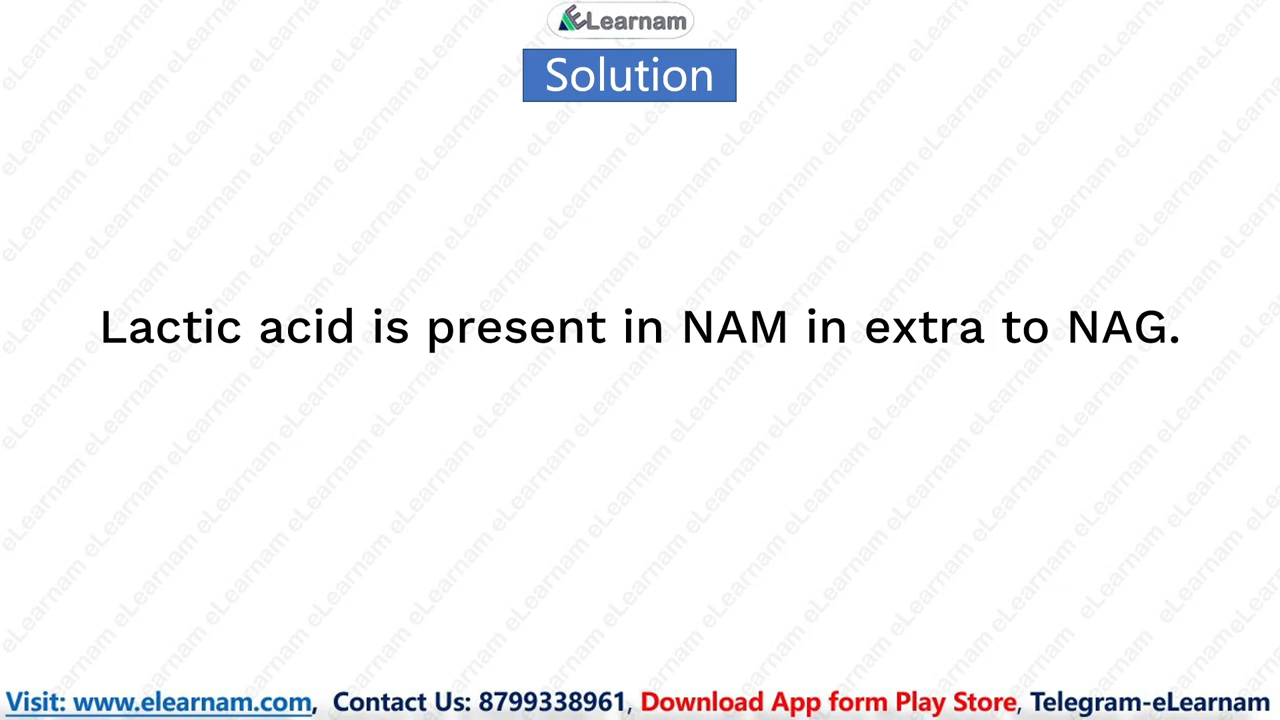 eLearnam
Solution
Lactic acid is present in NAM in extra to NAG.
Visit: www.elearnam.com, Contact Us: 8799338961, Download App form Play Store, Telegram-eLearnam